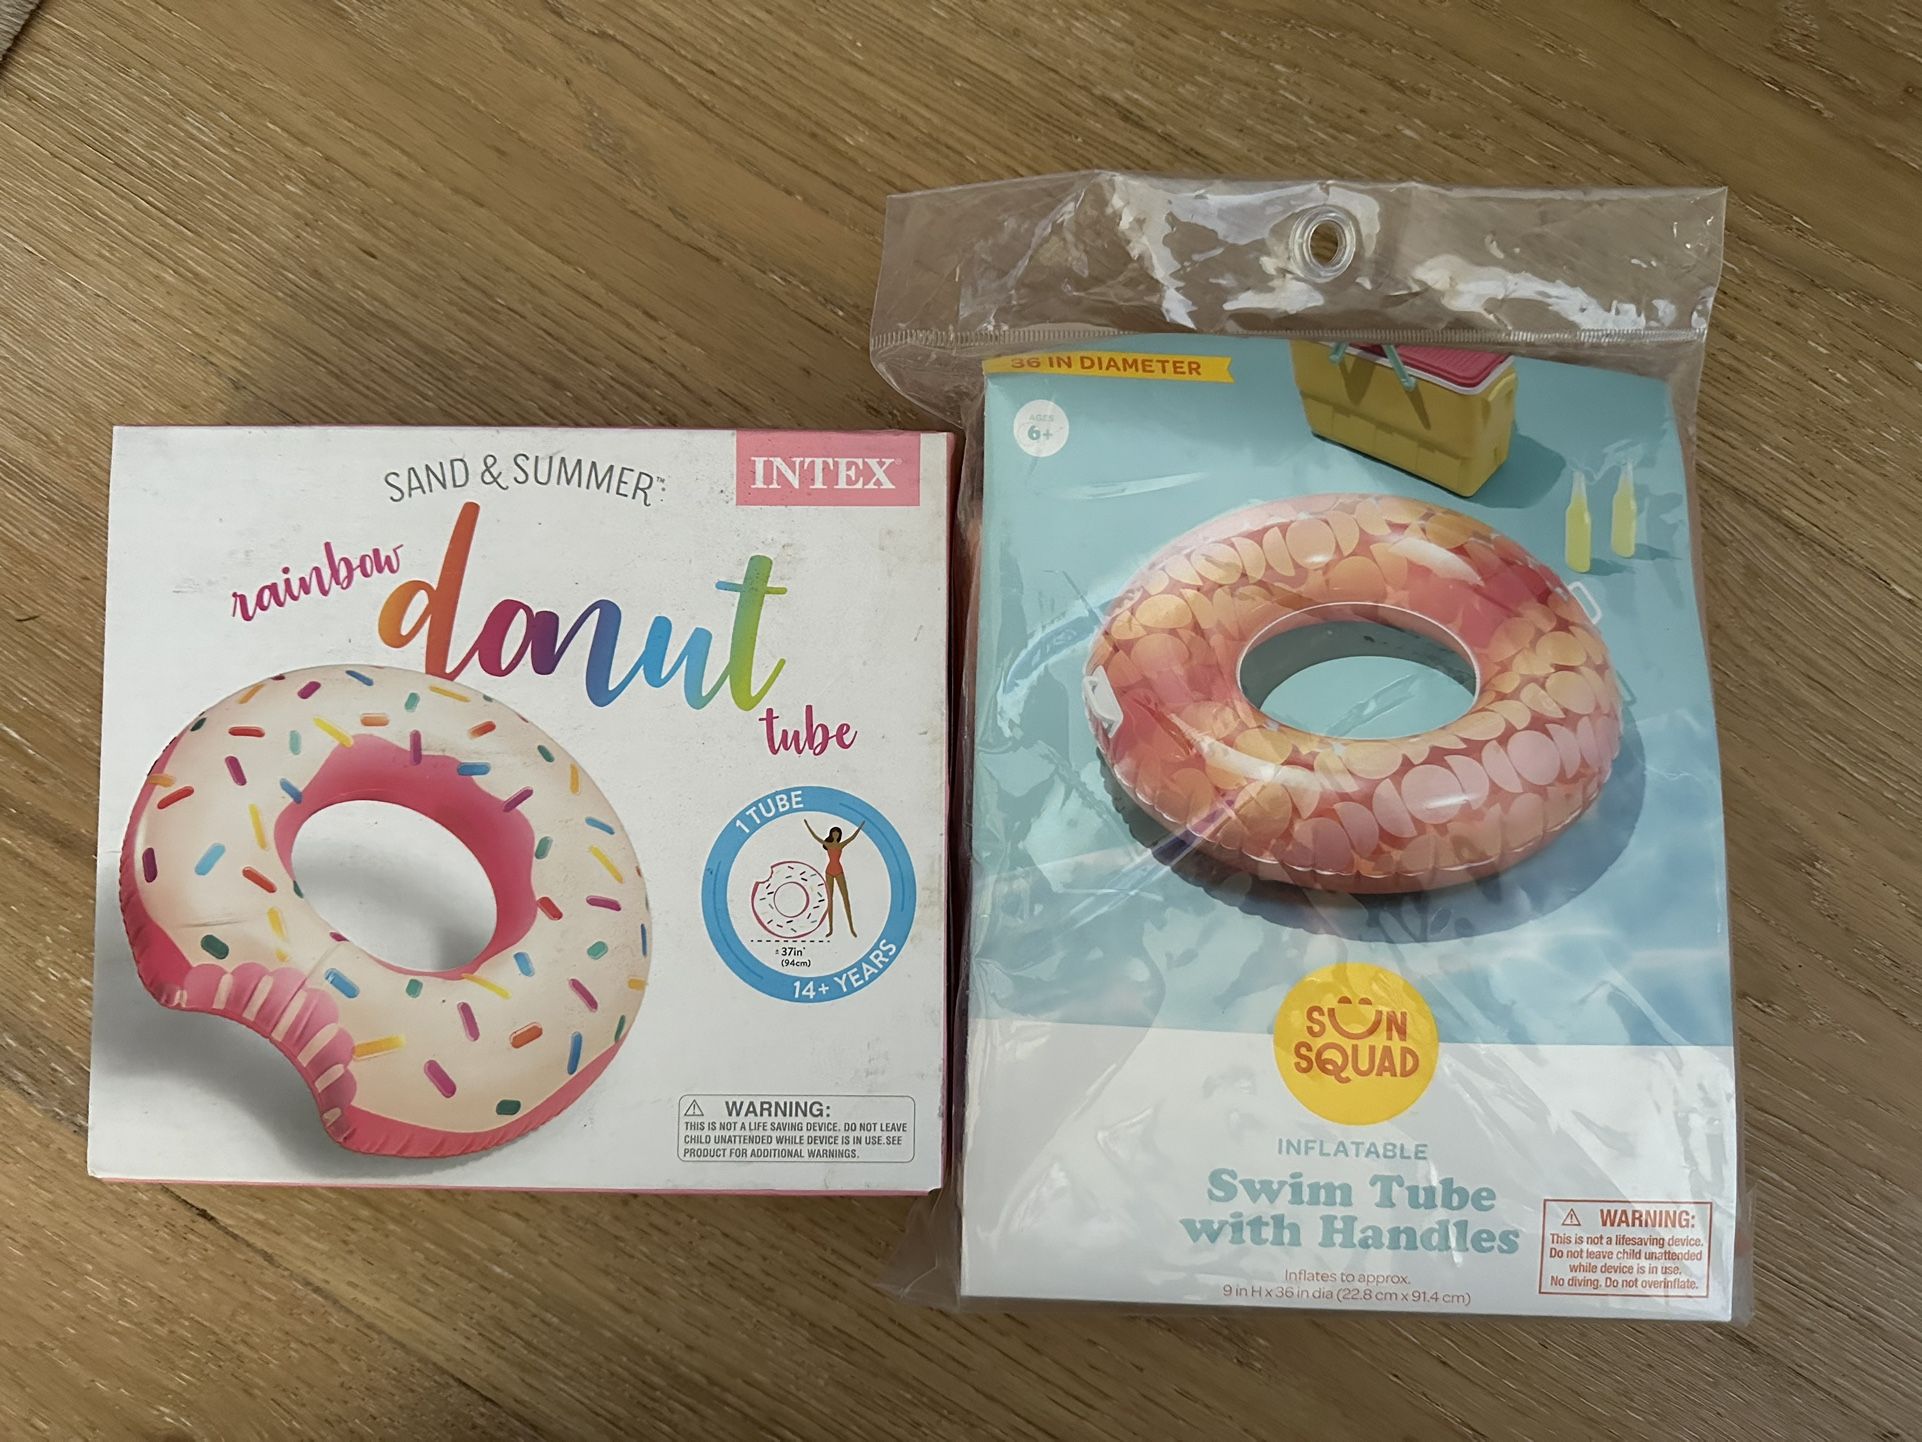 SAND & SUMMER™
INTEX®
rainbow
donut
tube
1 TUBE
± 37in"
(94cm)
14+ YEARS
⚠ WARNING:
THIS IS NOT A LIFE SAVING DEVICE. DO NOT LEAVE
CHILD UNATTENDED WHILE DEVICE IS IN USE. SEE
PRODUCT FOR ADDITIONAL WARNINGS.
36 IN DIAMETER
AGES
6+
SUN
SQUAD
INFLATABLE
Swim Tube
with Handles
Inflates to approx.
9 in H x 36 in dia (22.8 cm x 91.4 cm)
⚠ WARNING:
This is not a lifesaving device.
Do not leave child unattended
while device is in use.
No diving. Do not overinflate.